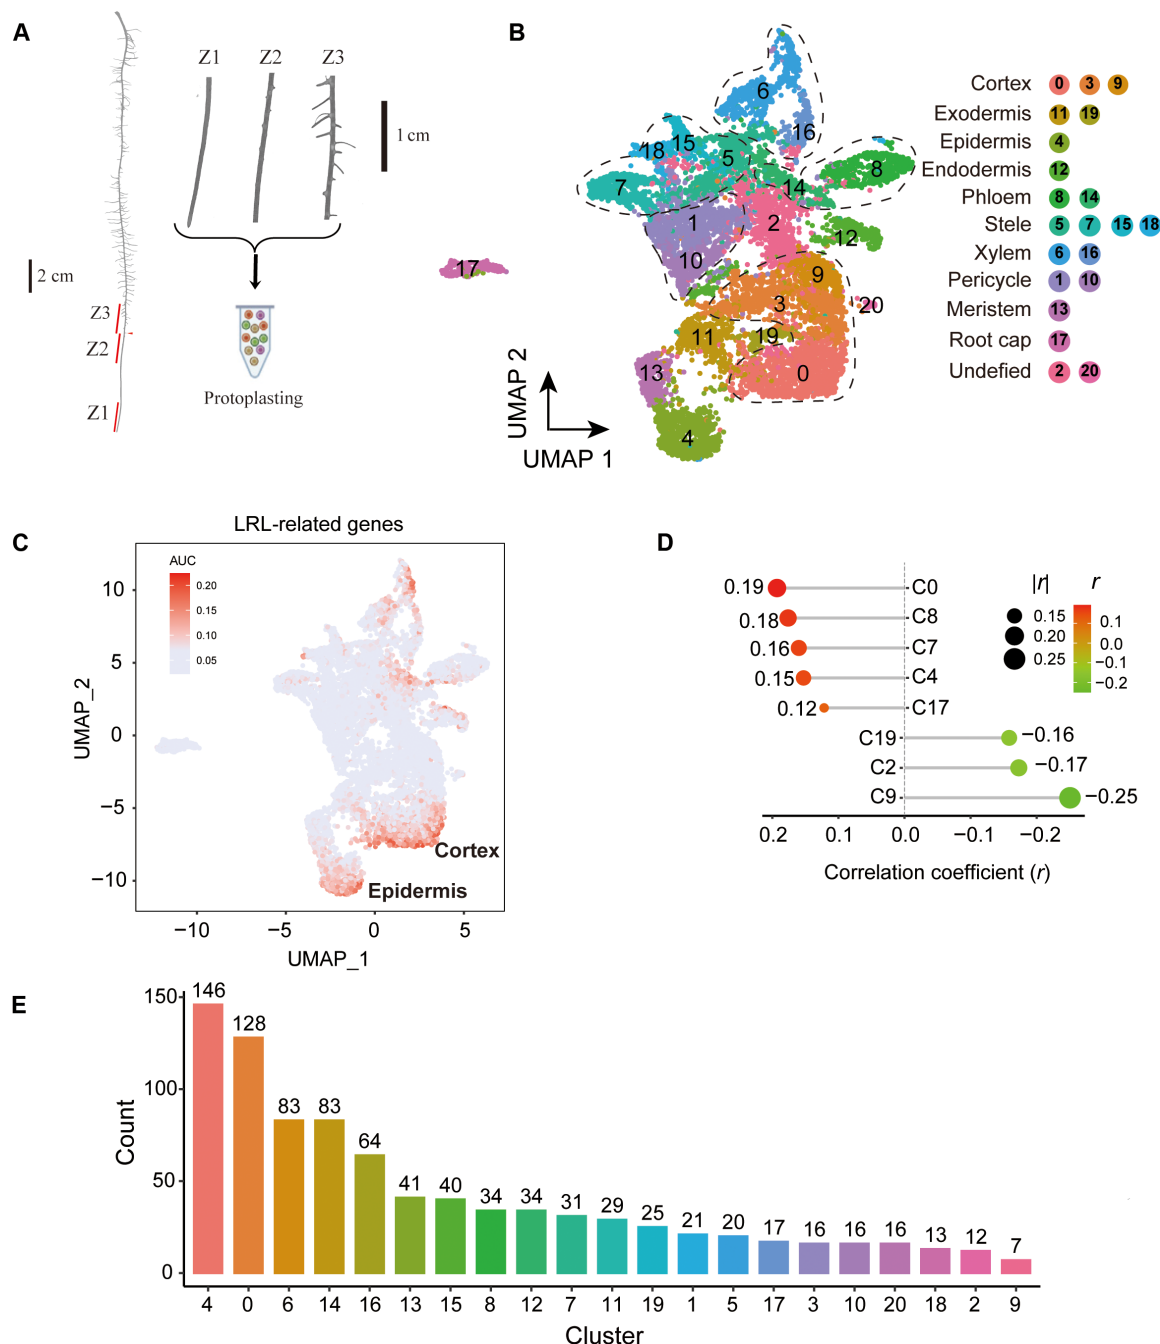 A
Z1 Z2 Z3
1 cm
2 cm
Z3
Z2
Z1
Protoplasting
B
6
16
15
18
5
8
7
14
1
2
12
10
17
9
3
20
11
19
13
0
4
UMAP 2
UMAP 1
Cortex 0 3 9
Exodermis 11 19
Epidermis 4
Endodermis 12
Phloem 8 14
Stele 5 7 15 18
Xylem 6 16
Pericycle 1 10
Meristem 13
Root cap 17
Undefied 2 20
C
LRL-related genes
AUC
0.20
0.15
0.10
0.05
10
5
0
−5
−10
UMAP_2
Cortex
Epidermis
−10 −5 0 5
UMAP_1
D
0.19 C0
0.18 C8
0.16 C7
0.15 C4
0.12 C17
C19 −0.16
C2 −0.17
C9 −0.25
|r| r
0.15
0.20
0.25
0.1
0.0
−0.1
−0.2
0.2 0.1 0.0 −0.1 −0.2
Correlation coefficient (r)
E
150
100
50
0
Count
146 128 83 83 64 41 40 34 34 31 29 25 21 20 17 16 16 16 13 12 7
4 0 6 14 16 13 15 8 12 7 11 19 1 5 17 3 10 20 18 2 9
Cluster